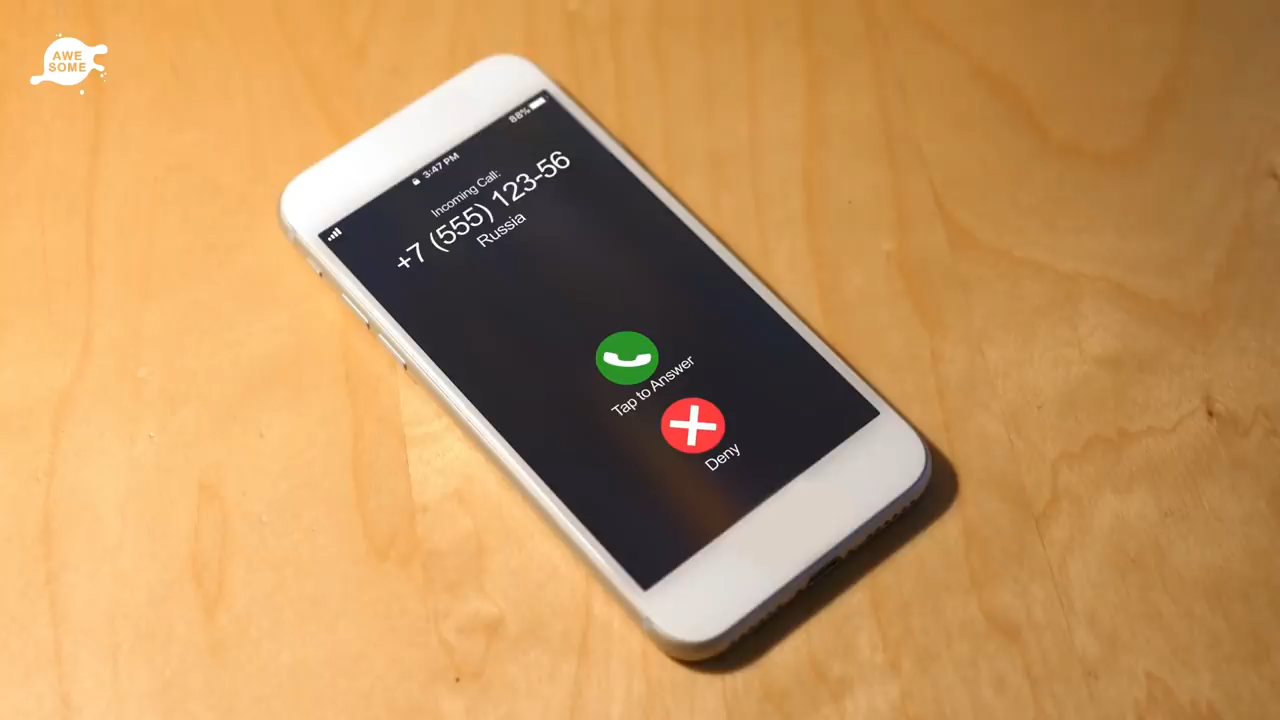 AWE
SOME
88%
3:47 PM
Incoming Call:
+7 (555) 123-56
Russia
Tap to Answer
Deny